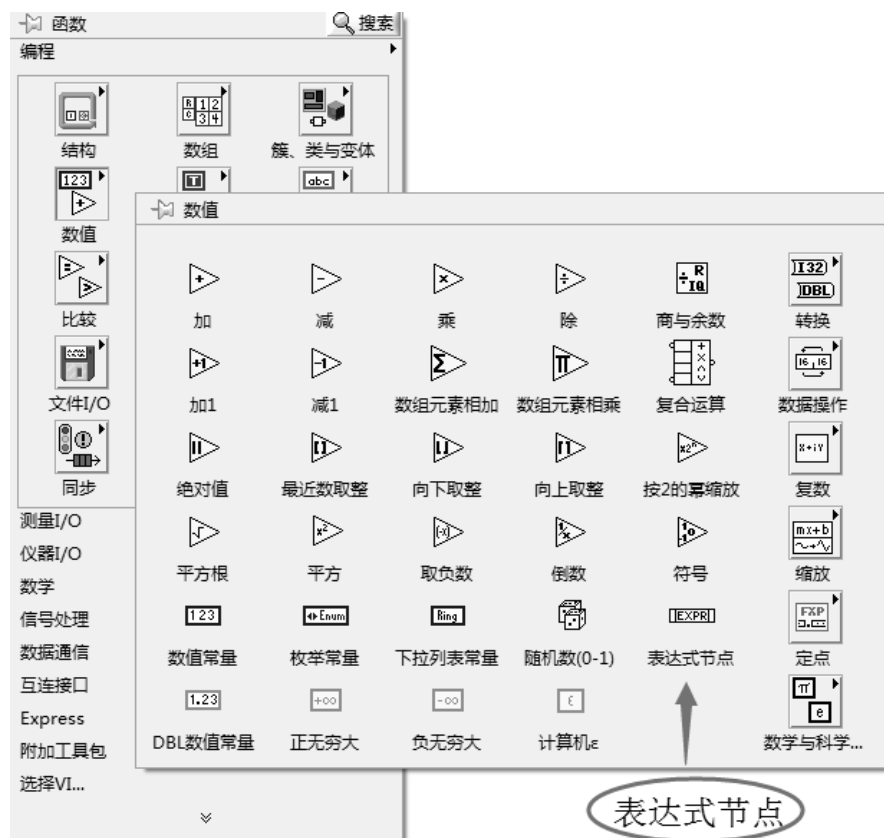 函数 搜索
编程
结构 数组 簇、类与变体
数值
比较
文件I/O
同步
测量I/O
仪器I/O
数学
信号处理
数据通信
互连接口
Express
附加工具包
选择VI...
数值
加 减 乘 除 商与余数 转换
加1 减1 数组元素相加 数组元素相乘 复合运算 数据操作
绝对值 最近数取整 向下取整 向上取整 按2的幂缩放 复数
平方根 平方 取负数 倒数 符号 缩放
数值常量 枚举常量 下拉列表常量 随机数(0-1) 表达式节点 定点
DBL数值常量 正无穷大 负无穷大 计算机ε 数学与科学...
表达式节点